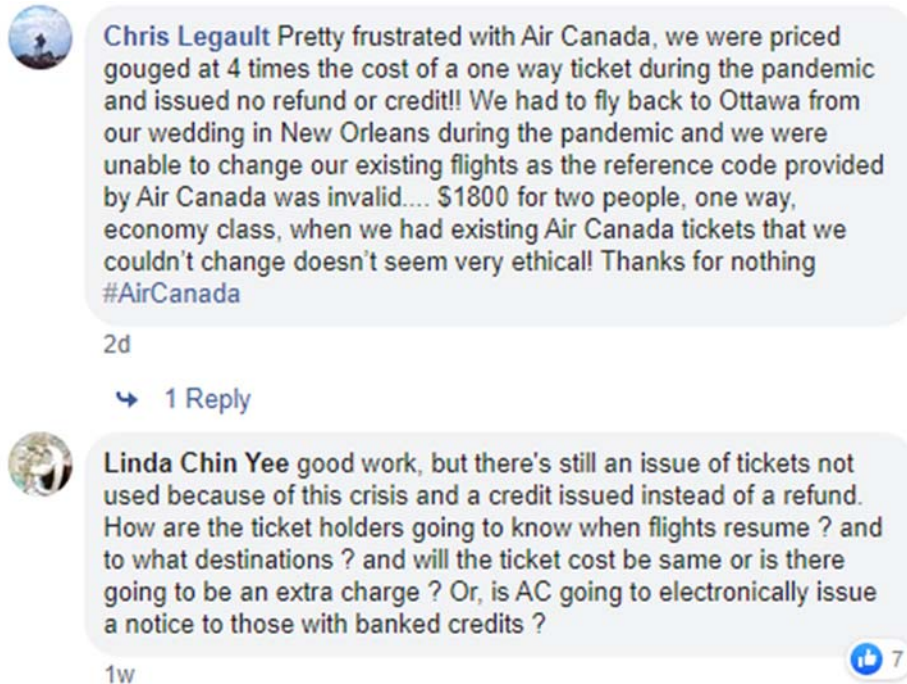 Chris Legault Pretty frustrated with Air Canada, we were priced
gouged at 4 times the cost of a one way ticket during the pandemic
and issued no refund or credit!! We had to fly back to Ottawa from
our wedding in New Orleans during the pandemic and we were
unable to change our existing flights as the reference code provided
by Air Canada was invalid.... $1800 for two people, one way,
economy class, when we had existing Air Canada tickets that we
couldn't change doesn't seem very ethical! Thanks for nothing
#AirCanada
2d
1 Reply
Linda Chin Yee good work, but there's still an issue of tickets not
used because of this crisis and a credit issued instead of a refund.
How are the ticket holders going to know when flights resume ? and
to what destinations ? and will the ticket cost be same or is there
going to be an extra charge ? Or, is AC going to electronically issue
a notice to those with banked credits ?
7
1w